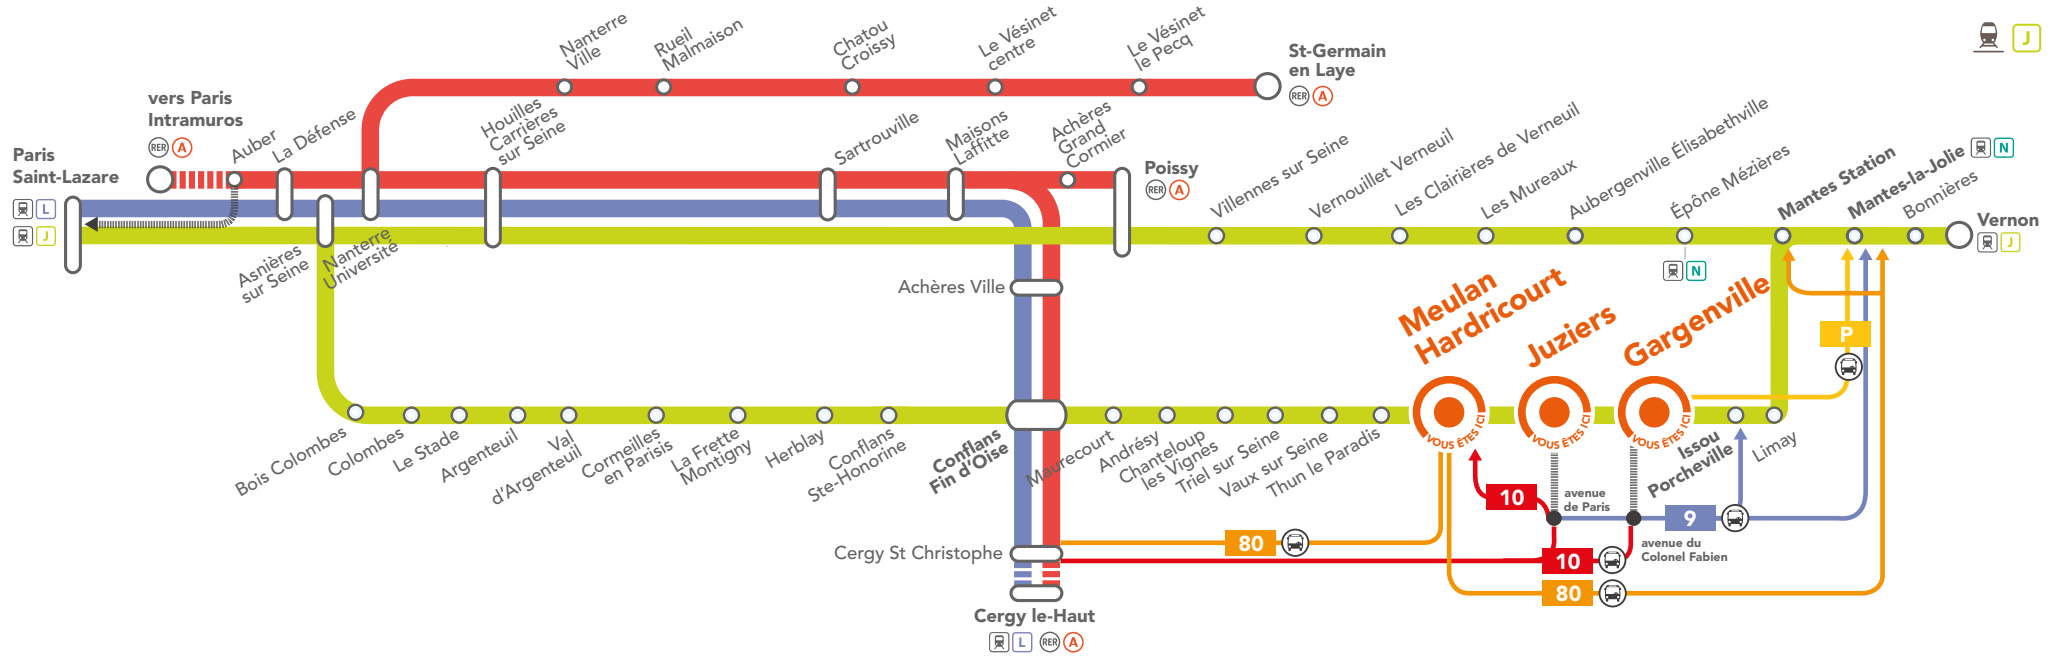 Nanterre
Ville
Rueil
Malmaison
Chatou
Croissy
Le Vésinet
centre
Le Vésinet
le Pecq
St-Germain
en Laye
RER A
J
vers Paris
Intramuros
RER A
Auber
La Défense
Houilles
Carrières
sur Seine
Sartrouville
Maisons
Laffitte
Achères
Grand
Cormier
Poissy
RER A
Paris
Saint-Lazare
L
J
Asnières
sur Seine
Nanterre
Université
Villennes sur Seine
Vernouillet Verneuil
Les Clairières de Verneuil
Les Mureaux
Aubergenville Élisabethville
Épône Mézières
N
Mantes Station
Mantes-la-Jolie
N
Bonnières
Vernon
J
Achères Ville
Meulan
Hardricourt
Juziers
Gargenville
P
VOUS ÊTES ICI
VOUS ÊTES ICI
VOUS ÊTES ICI
Bois Colombes
Colombes
Le Stade
Argenteuil
Val
d'Argenteuil
Cormeilles
en Parisis
La Frette
Montigny
Herblay
Conflans
Ste-Honorine
Conflans
Fin d'Oise
Maurecourt
Andrésy
Chanteloup
les Vignes
Triel sur Seine
Vaux sur Seine
Thun le Paradis
Issou
Porcheville
Limay
10
avenue
de Paris
9
80
avenue du
Colonel Fabien
10
80
Cergy St Christophe
Cergy le-Haut
L
RER A